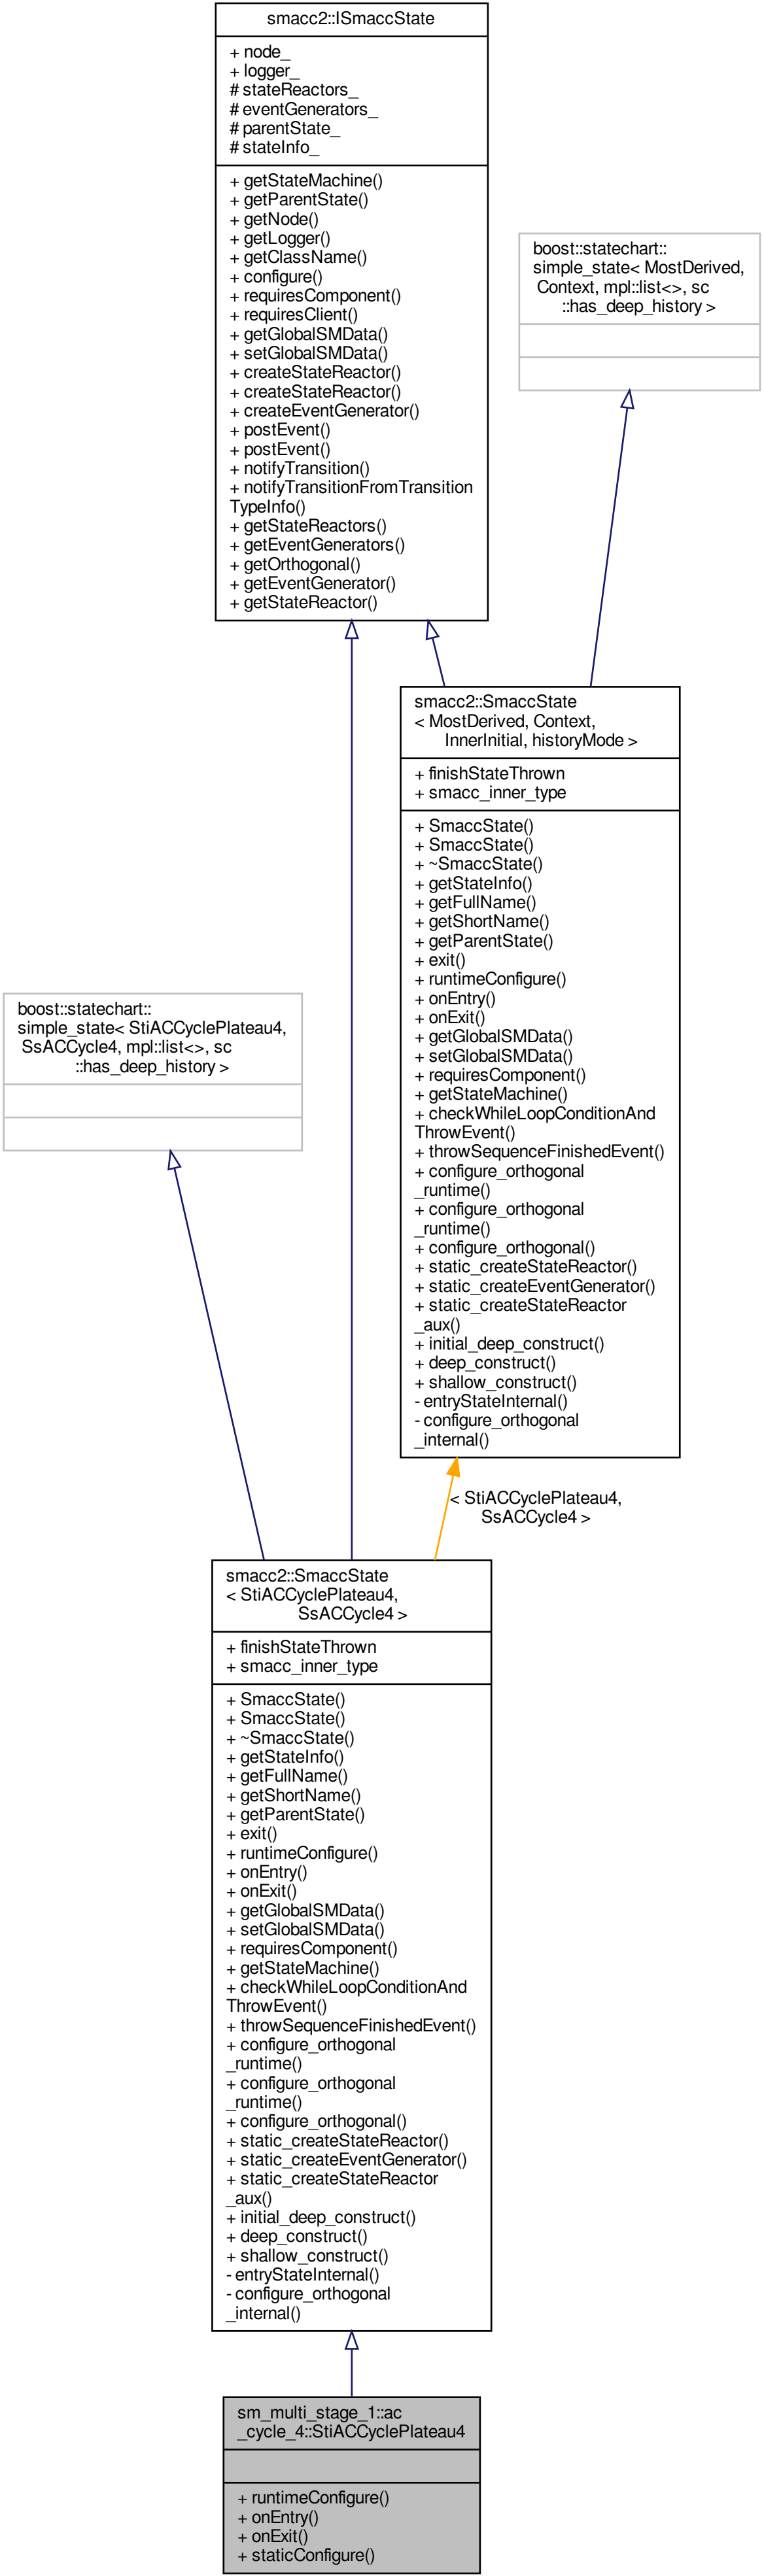 smacc2::ISmaccState
+ node_
+ logger_
# stateReactors_
# eventGenerators_
# parentState_
# stateInfo_
+ getStateMachine()
+ getParentState()
+ getNode()
+ getLogger()
+ getClassName()
+ configure()
+ requiresComponent()
+ requiresClient()
+ getGlobalSMData()
+ setGlobalSMData()
+ createStateReactor()
+ createStateReactor()
+ createEventGenerator()
+ postEvent()
+ postEvent()
+ notifyTransition()
+ notifyTransitionFromTransition
TypeInfo()
+ getStateReactors()
+ getEventGenerators()
+ getOrthogonal()
+ getEventGenerator()
+ getStateReactor()
boost::statechart::
simple_state< MostDerived,
Context, mpl::list<>, sc
::has_deep_history >
smacc2::SmaccState
< MostDerived, Context,
InnerInitial, historyMode >
+ finishStateThrown
+ smacc_inner_type
+ SmaccState()
+ SmaccState()
+ ~SmaccState()
+ getStateInfo()
+ getFullName()
+ getShortName()
+ getParentState()
+ exit()
+ runtimeConfigure()
+ onEntry()
+ onExit()
+ getGlobalSMData()
+ setGlobalSMData()
+ requiresComponent()
+ getStateMachine()
+ checkWhileLoopConditionAnd
ThrowEvent()
+ throwSequenceFinishedEvent()
+ configure_orthogonal
_runtime()
+ configure_orthogonal
_runtime()
+ configure_orthogonal()
+ static_createStateReactor()
+ static_createEventGenerator()
+ static_createStateReactor
_aux()
+ initial_deep_construct()
+ deep_construct()
+ shallow_construct()
- entryStateInternal()
- configure_orthogonal
_internal()
boost::statechart::
simple_state< StiACCyclePlateau4,
SsACCycle4, mpl::list<>, sc
::has_deep_history >
< StiACCyclePlateau4,
SsACCycle4 >
smacc2::SmaccState
< StiACCyclePlateau4,
SsACCycle4 >
+ finishStateThrown
+ smacc_inner_type
+ SmaccState()
+ SmaccState()
+ ~SmaccState()
+ getStateInfo()
+ getFullName()
+ getShortName()
+ getParentState()
+ exit()
+ runtimeConfigure()
+ onEntry()
+ onExit()
+ getGlobalSMData()
+ setGlobalSMData()
+ requiresComponent()
+ getStateMachine()
+ checkWhileLoopConditionAnd
ThrowEvent()
+ throwSequenceFinishedEvent()
+ configure_orthogonal
_runtime()
+ configure_orthogonal
_runtime()
+ configure_orthogonal()
+ static_createStateReactor()
+ static_createEventGenerator()
+ static_createStateReactor
_aux()
+ initial_deep_construct()
+ deep_construct()
+ shallow_construct()
- entryStateInternal()
- configure_orthogonal
_internal()
sm_multi_stage_1::ac
_cycle_4::StiACCyclePlateau4
+ runtimeConfigure()
+ onEntry()
+ onExit()
+ staticConfigure()